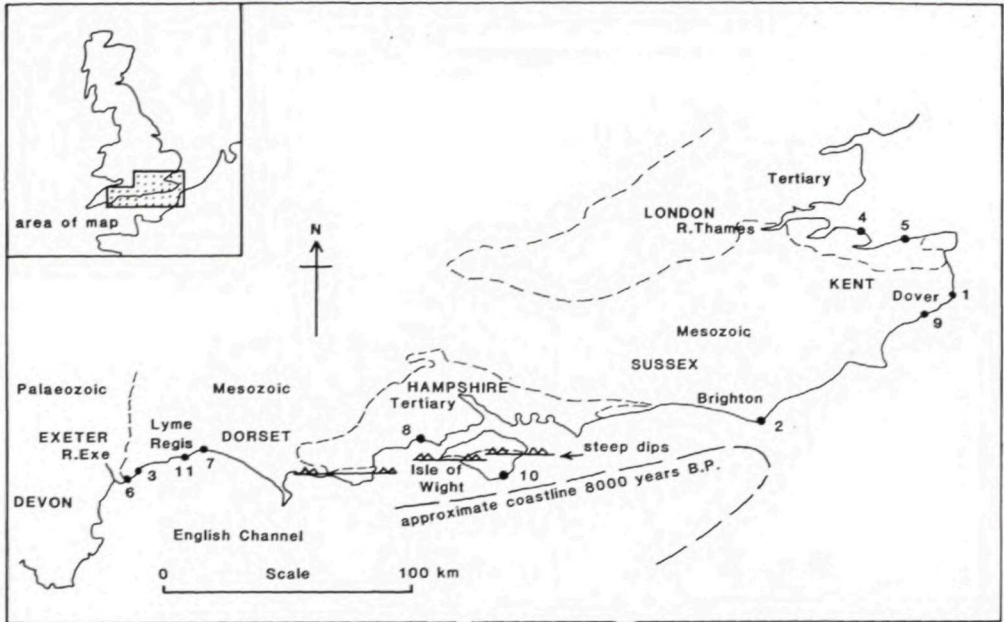 area of map
N
Tertiary
LONDON
R.Thames
4
5
KENT
Dover
1
9
Mesozoic
SUSSEX
Palaeozoic
Mesozoic
HAMPSHIRE
Tertiary
Brighton
2
EXETER
R.Exe
Lyme
Regis
DORSET
8
7
11
3
6
steep dips
Isle of
Wight
10
DEVON
approximate coastline 8000 years B.P.
English Channel
0 Scale 100 km